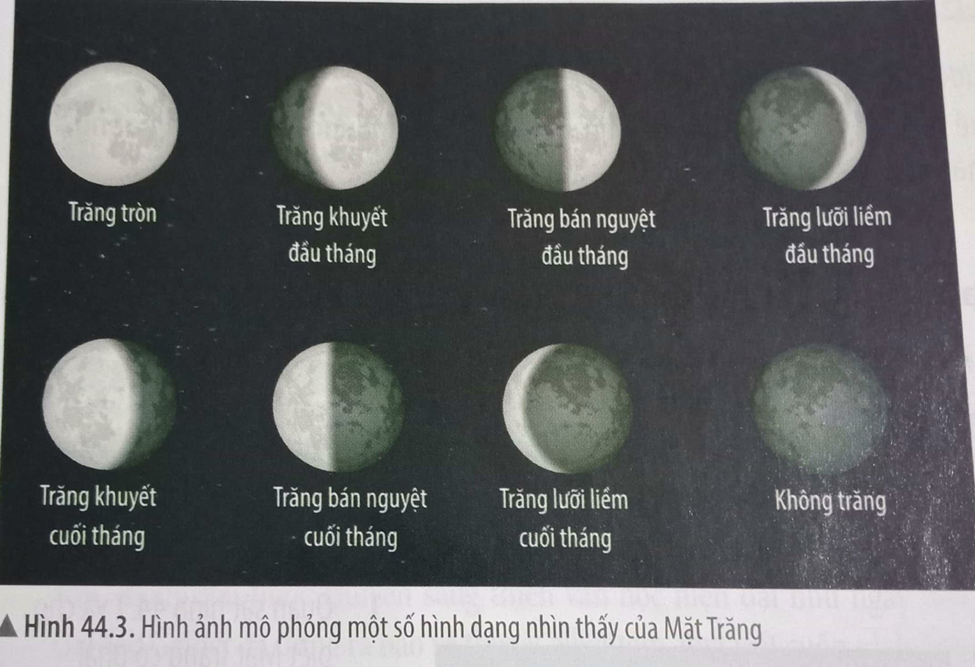 Trăng tròn
Trăng khuyết
đầu tháng
Trăng bán nguyệt
đầu tháng
Trăng lưỡi liềm
đầu tháng
Trăng khuyết
cuối tháng
Trăng bán nguyệt
cuối tháng
Trăng lưỡi liềm
cuối tháng
Không trăng
▲ Hình 44.3. Hình ảnh mô phỏng một số hình dạng nhìn thấy của Mặt Trăng